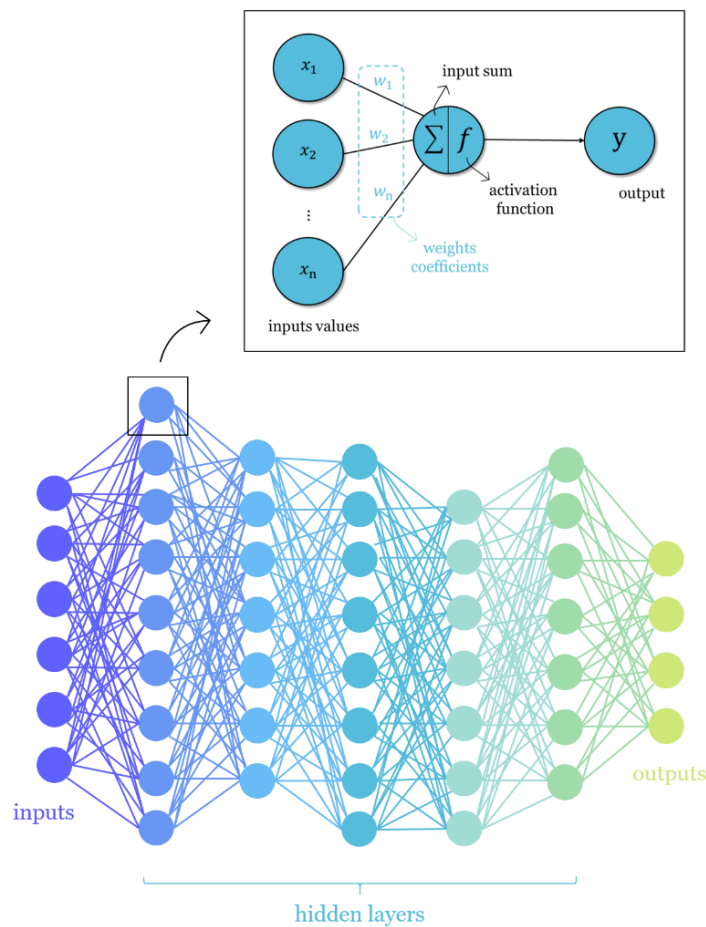 x₁
w₁
input sum
x₂
w₂
∑ f
y
activation
function
output
wₙ
⋮
weights
coefficients
xₙ
inputs values
inputs
outputs
hidden layers